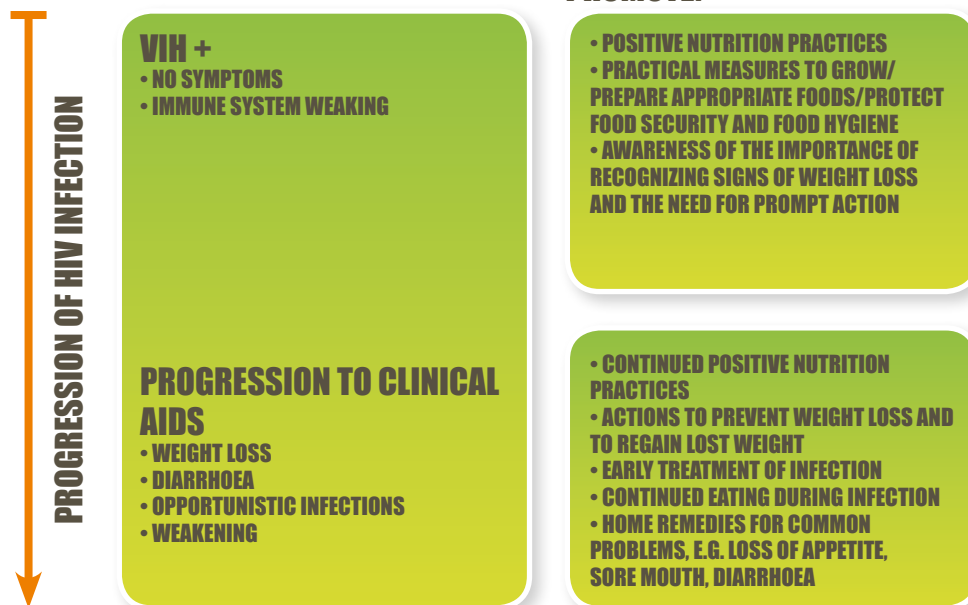 PROGRESSION OF HIV INFECTION
VIH +
• NO SYMPTOMS
• IMMUNE SYSTEM WEAKING
PROGRESSION TO CLINICAL
AIDS
• WEIGHT LOSS
• DIARRHOEA
• OPPORTUNISTIC INFECTIONS
• WEAKENING
• POSITIVE NUTRITION PRACTICES
• PRACTICAL MEASURES TO GROW/
PREPARE APPROPRIATE FOODS/PROTECT
FOOD SECURITY AND FOOD HYGIENE
• AWARENESS OF THE IMPORTANCE OF
RECOGNIZING SIGNS OF WEIGHT LOSS
AND THE NEED FOR PROMPT ACTION
• CONTINUED POSITIVE NUTRITION
PRACTICES
• ACTIONS TO PREVENT WEIGHT LOSS AND
TO REGAIN LOST WEIGHT
• EARLY TREATMENT OF INFECTION
• CONTINUED EATING DURING INFECTION
• HOME REMEDIES FOR COMMON
PROBLEMS, E.G. LOSS OF APPETITE,
SORE MOUTH, DIARRHOEA